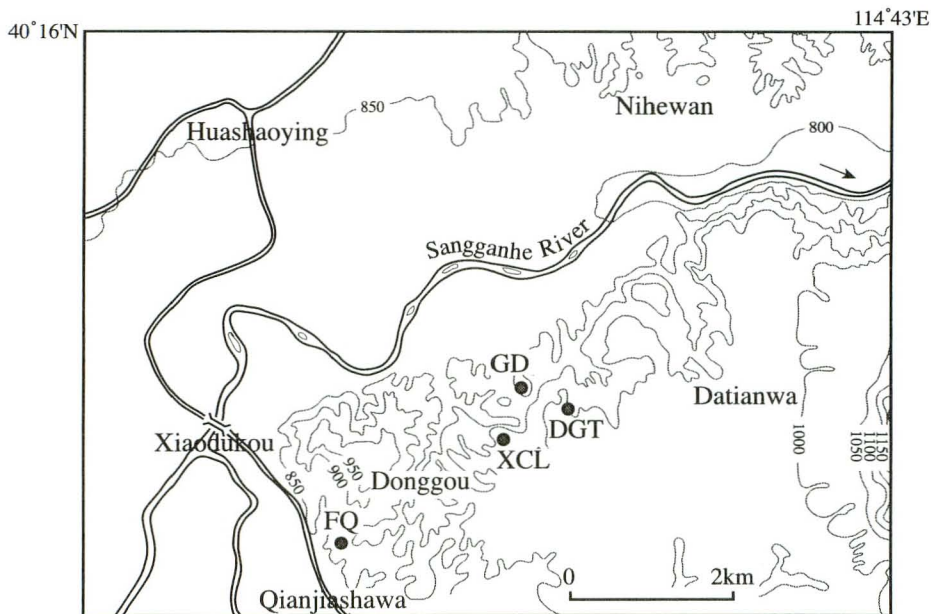 114°43'E
40°16'N
850
Nihewan
Huashaoying
800
Sangganhe River
GD
Datianwa
DGT
Xiaodukou
XCL
950
900
850
Donggou
1000
1050
1100
1150
FQ
0 2km
Qianjiashawa